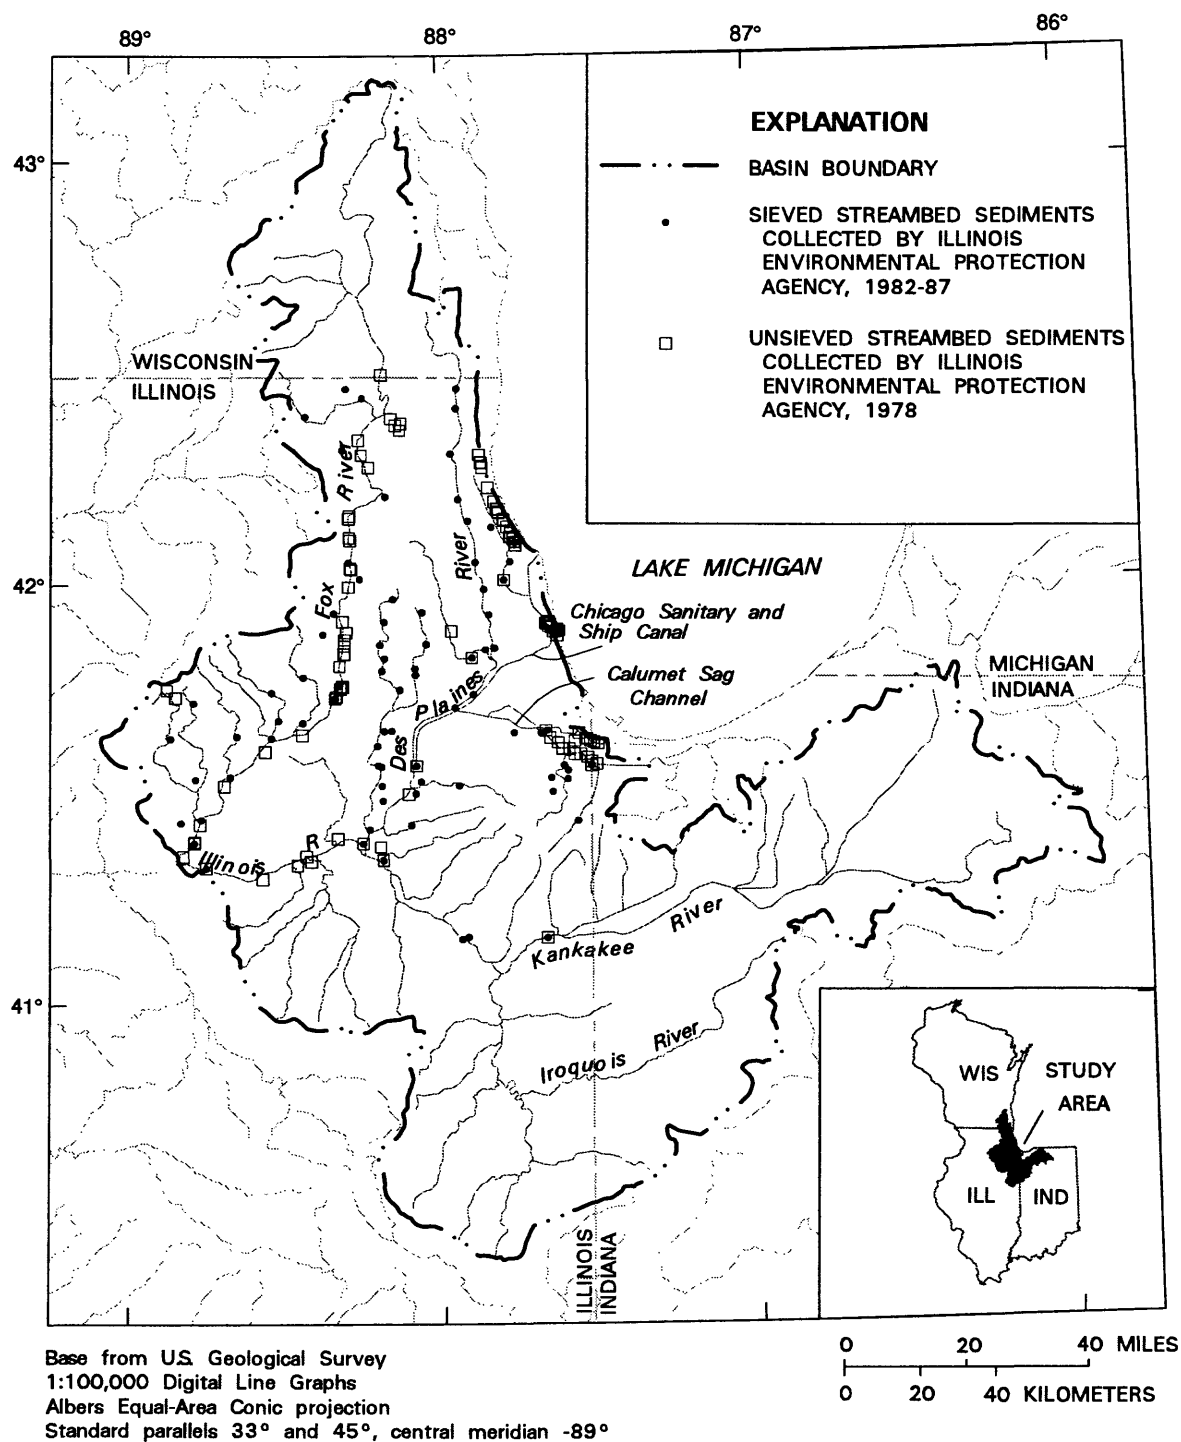 89°
88°
87°
86°
43°
42°
41°
EXPLANATION
BASIN BOUNDARY
SIEVED STREAMBED SEDIMENTS
COLLECTED BY ILLINOIS
ENVIRONMENTAL PROTECTION
AGENCY, 1982-87
UNSIEVED STREAMBED SEDIMENTS
COLLECTED BY ILLINOIS
ENVIRONMENTAL PROTECTION
AGENCY, 1978
WISCONSIN
ILLINOIS
Fox River
Des Plaines River
LAKE MICHIGAN
Chicago Sanitary and
Ship Canal
Calumet Sag
Channel
MICHIGAN
INDIANA
Illinois R
Kankakee River
Iroquois River
ILLINOIS
INDIANA
WIS
STUDY
AREA
ILL
IND
Base from U.S. Geological Survey
1:100,000 Digital Line Graphs
Albers Equal-Area Conic projection
Standard parallels 33° and 45°, central meridian -89°
0 20 40 MILES
0 20 40 KILOMETERS